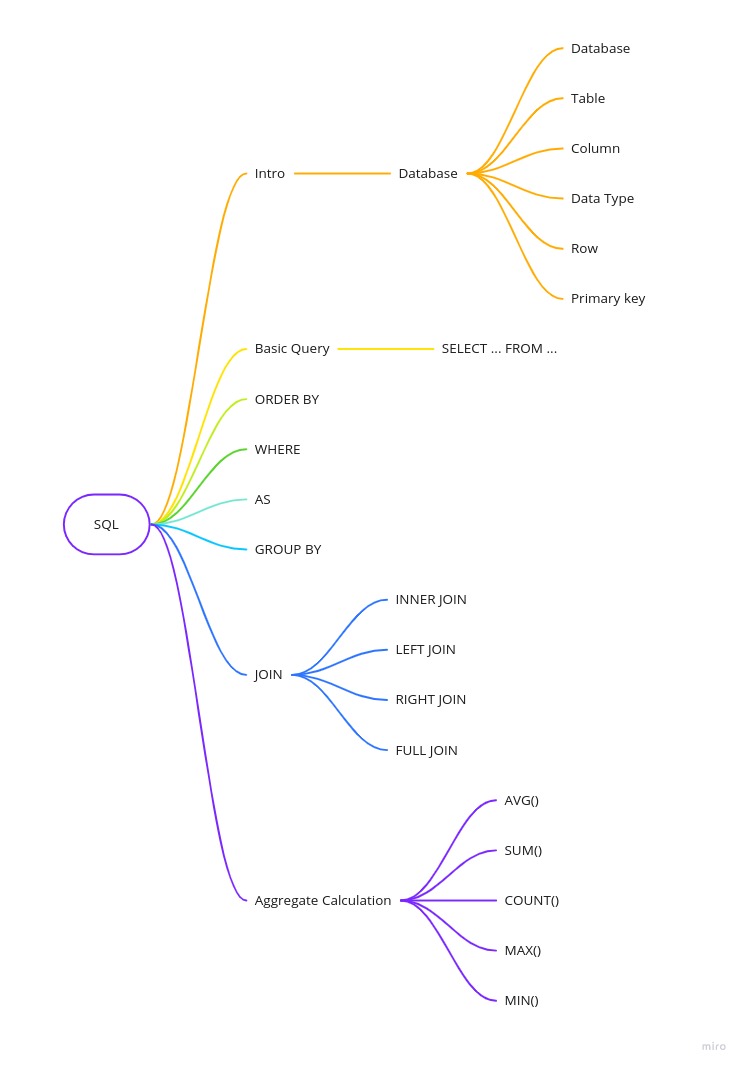 Database
Table
Column
Intro
Database
Data Type
Row
Primary key
Basic Query
SELECT ... FROM ...
ORDER BY
WHERE
AS
SQL
GROUP BY
INNER JOIN
LEFT JOIN
JOIN
RIGHT JOIN
FULL JOIN
AVG()
SUM()
Aggregate Calculation
COUNT()
MAX()
MIN()
miro